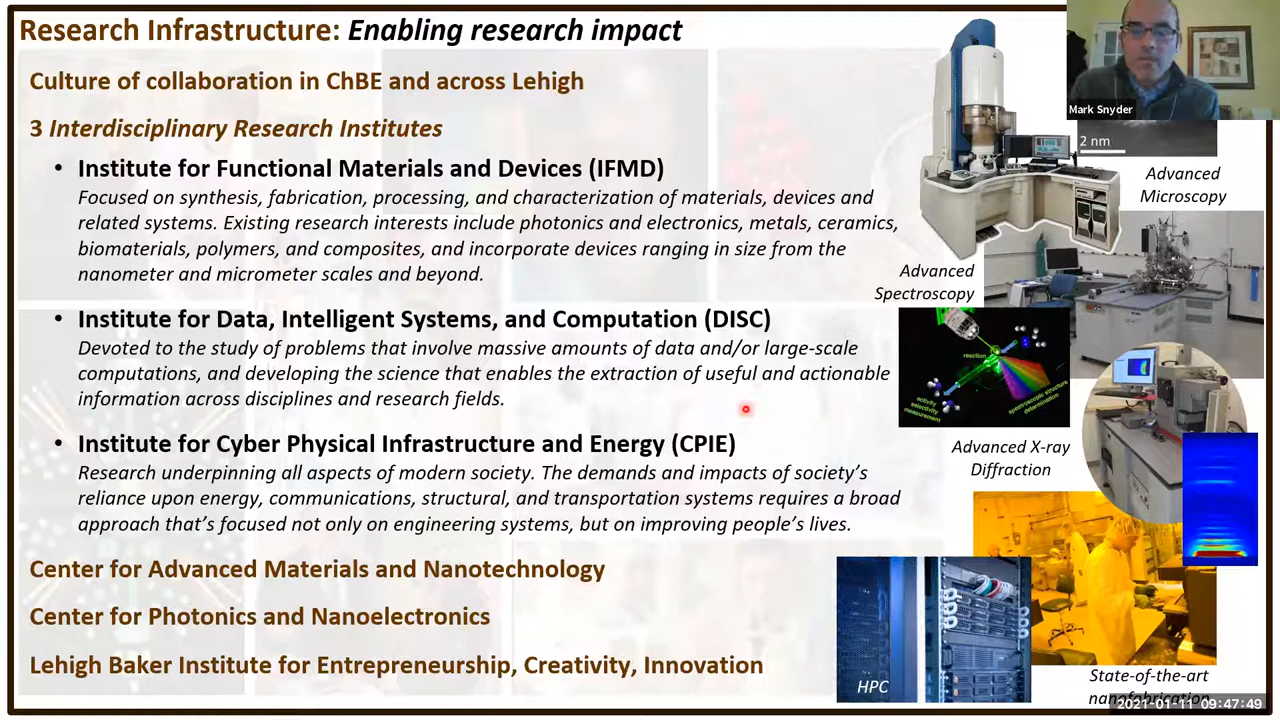 Research Infrastructure: Enabling research impact
Culture of collaboration in ChBE and across Lehigh
3 Interdisciplinary Research Institutes
• Institute for Functional Materials and Devices (IFMD)
Focused on synthesis, fabrication, processing, and characterization of materials, devices and
related systems. Existing research interests include photonics and electronics, metals, ceramics,
biomaterials, polymers, and composites, and incorporate devices ranging in size from the
nanometer and micrometer scales and beyond.
• Institute for Data, Intelligent Systems, and Computation (DISC)
Devoted to the study of problems that involve massive amounts of data and/or large-scale
computations, and developing the science that enables the extraction of useful and actionable
information across disciplines and research fields.
• Institute for Cyber Physical Infrastructure and Energy (CPIE)
Research underpinning all aspects of modern society. The demands and impacts of society's
reliance upon energy, communications, structural, and transportation systems requires a broad
approach that's focused not only on engineering systems, but on improving people's lives.
Center for Advanced Materials and Nanotechnology
Center for Photonics and Nanoelectronics
Lehigh Baker Institute for Entrepreneurship, Creativity, Innovation
Mark Snyder
2 nm
Advanced
Microscopy
Advanced
Spectroscopy
reaction
activity
selectivity
measurement
spectroscopic structure
determination
Advanced X-ray
Diffraction
HPC
State-of-the-art
nanofabrication
2021-01-11 09:47:49